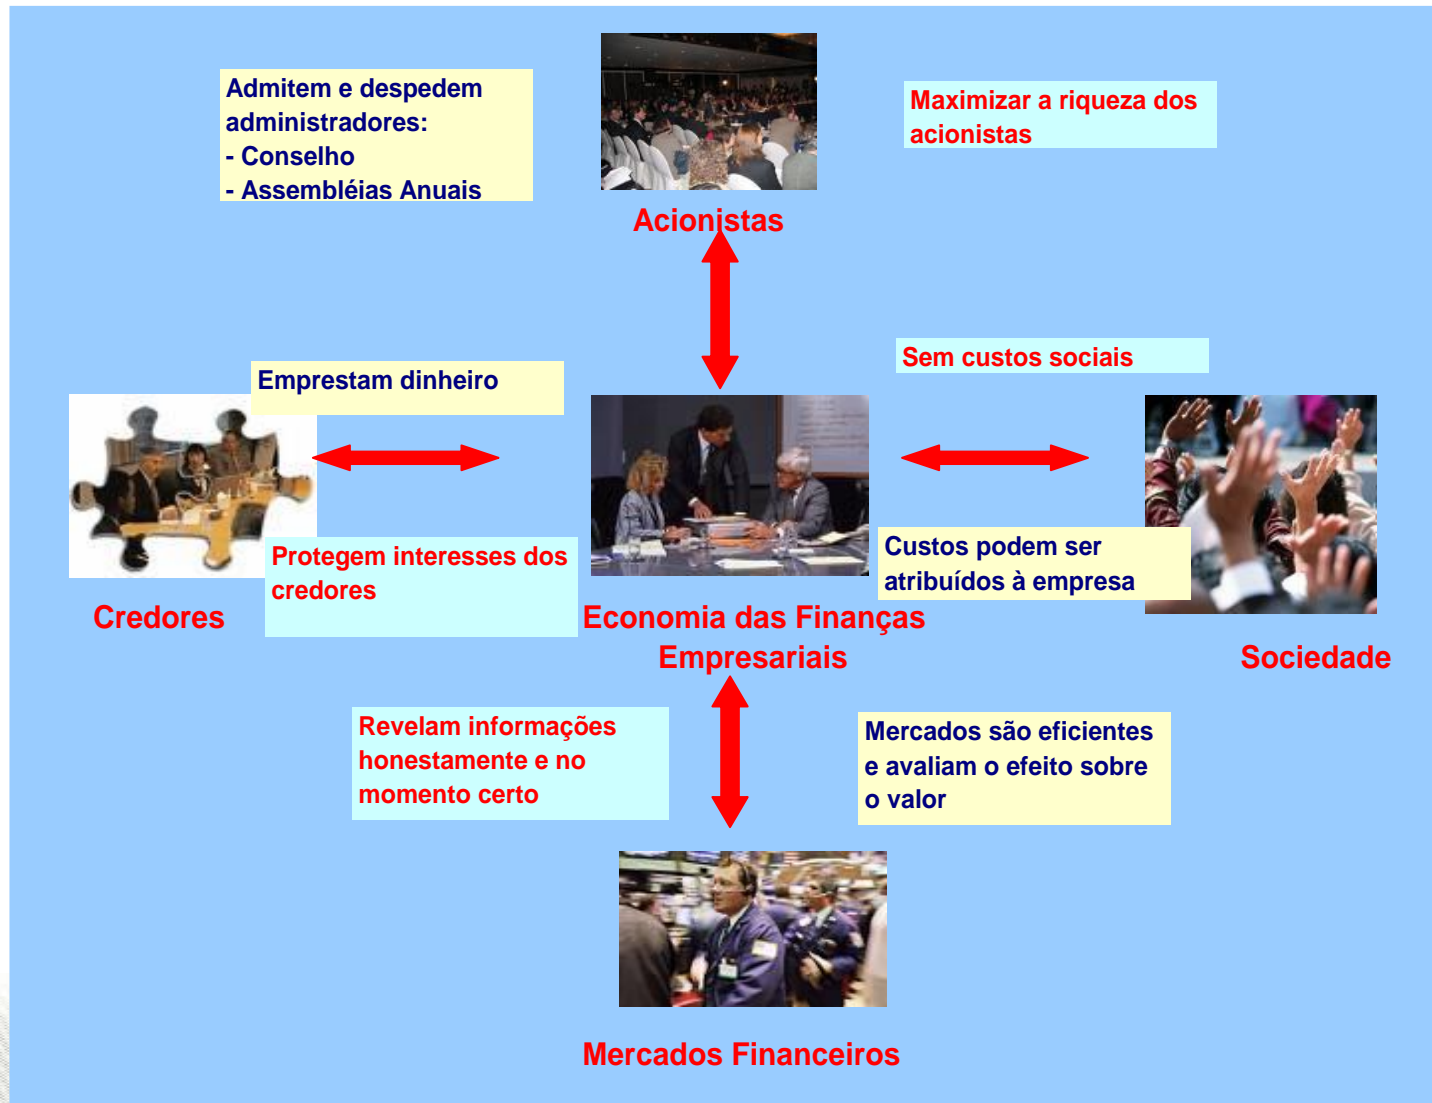 Admitem e despedem
administradores:
- Conselho
- Assembléias Anuais
Maximizar a riqueza dos
acionistas
Acionistas
Emprestam dinheiro
Sem custos sociais
Protegem interesses dos
credores
Custos podem ser
atribuídos à empresa
Credores
Economia das Finanças
Empresariais
Sociedade
Revelam informações
honestamente e no
momento certo
Mercados são eficientes
e avaliam o efeito sobre
o valor
Mercados Financeiros